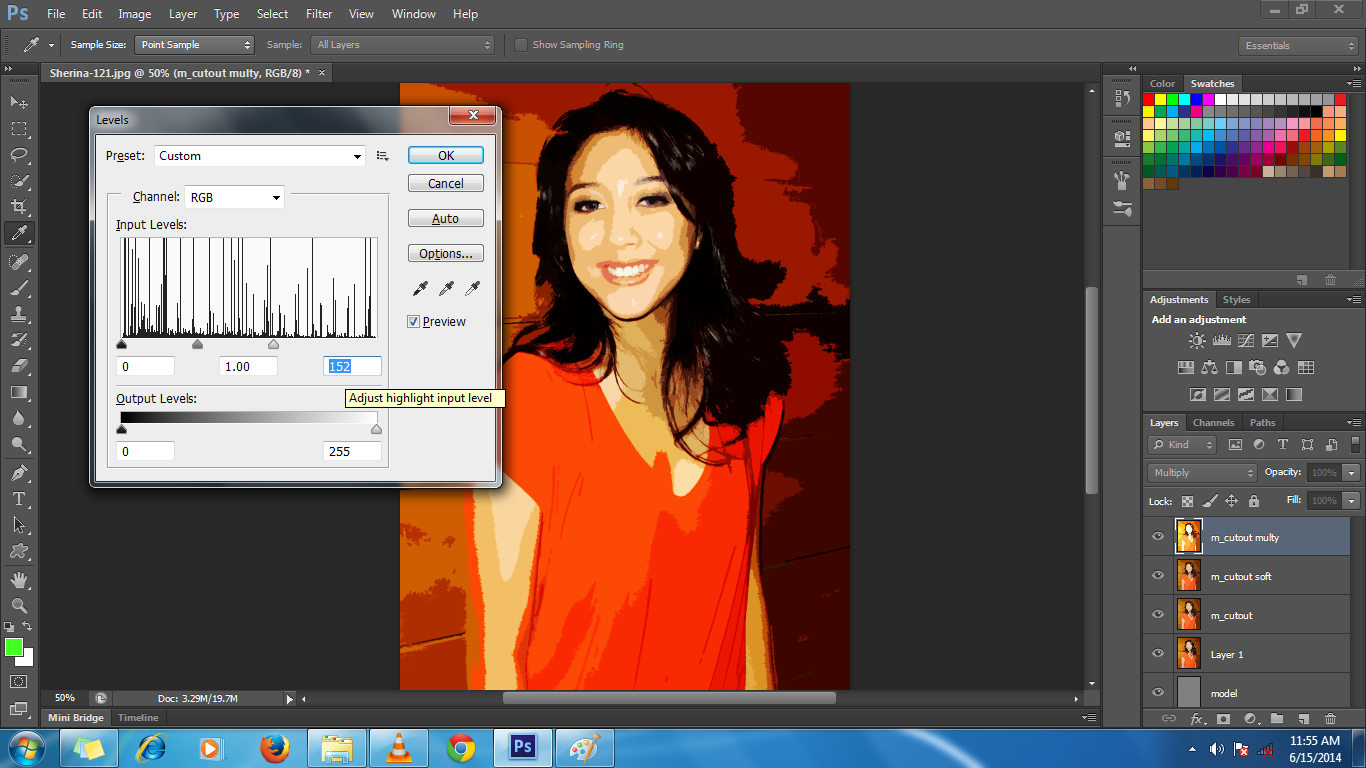 Ps File Edit Image Layer Type Select Filter View Window Help
Sample Size: Point Sample Sample: All Layers Show Sampling Ring Essentials
Sherina-121.jpg @ 50% (m_cutout multy, RGB/8) * ×
Levels
Preset: Custom
OK
Cancel
Channel: RGB
Auto
Input Levels:
Options...
Preview
0 1.00 152
Adjust highlight input level
Output Levels:
0 255
Color Swatches
Adjustments Styles
Add an adjustment
Layers Channels Paths
Kind
Multiply Opacity: 100%
Lock: Fill: 100%
m_cutout multy
m_cutout soft
m_cutout
Layer 1
model
fx
50% Doc: 3.29M/19.7M
Mini Bridge Timeline
Ps
11:55 AM
6/15/2014